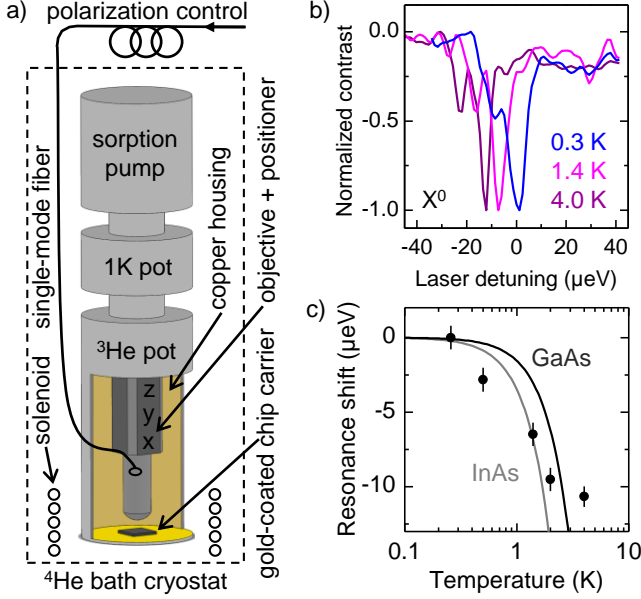 a)
polarization control
single-mode fiber
solenoid
sorption
pump
1K pot
³He pot
z
y
x
copper housing
objective + positioner
gold-coated chip carrier
⁴He bath cryostat
b)
Normalized contrast
0.0
-0.5
-1.0
0.3 K
1.4 K
4.0 K
X⁰
-40 -20 0 20 40
Laser detuning (µeV)
c)
Resonance shift (µeV)
0
-5
-10
GaAs
InAs
0.1 1 10
Temperature (K)